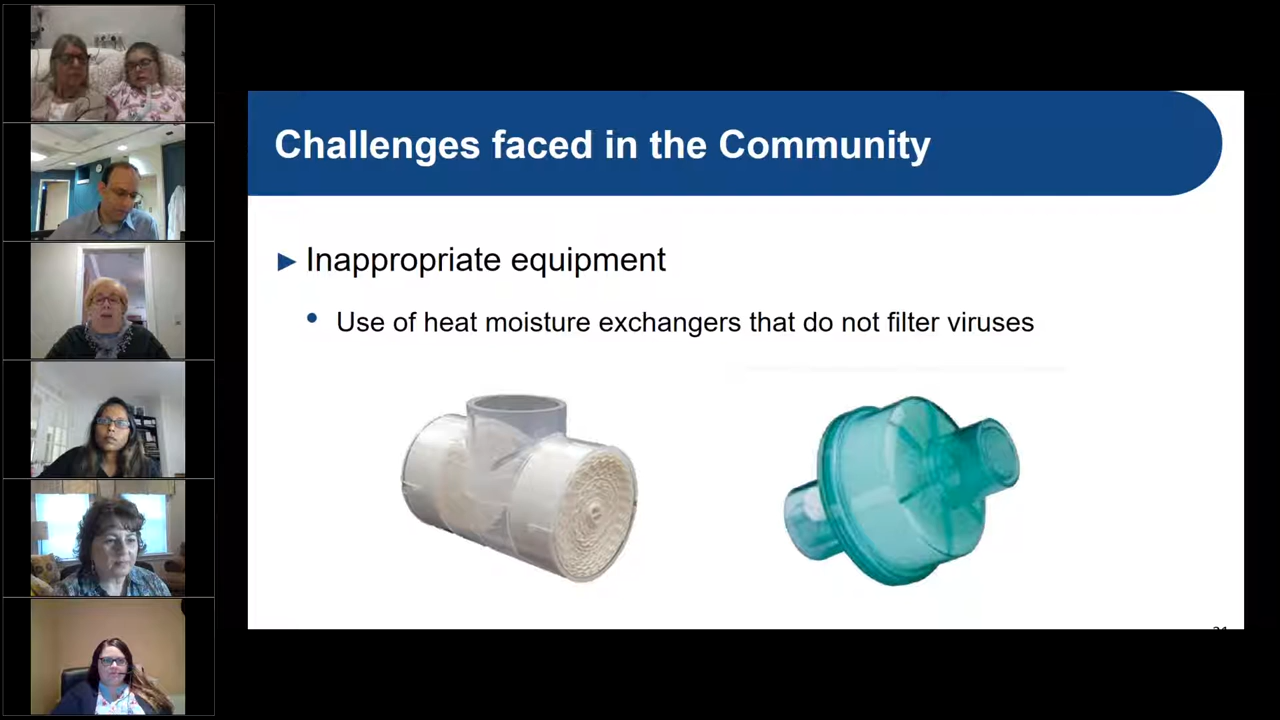 Challenges faced in the Community
Inappropriate equipment
Use of heat moisture exchangers that do not filter viruses